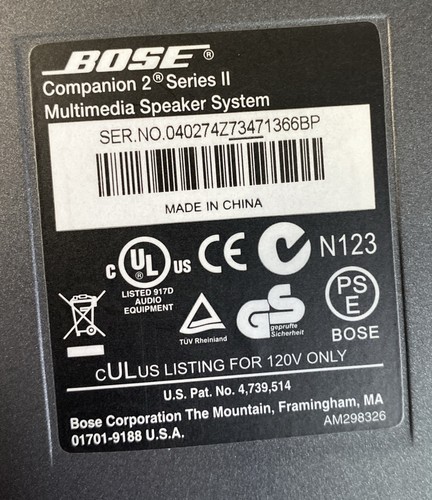 BOSE®
Companion 2® Series II
Multimedia Speaker System
SER.NO.040274Z73471366BP
MADE IN CHINA
C UL US CE N123
LISTED 917D
AUDIO
EQUIPMENT
TÜV Rheinland
GS
geprüfte
Sicherheit
PS
E
BOSE
cULUS LISTING FOR 120V ONLY
U.S. Pat. No. 4,739,514
Bose Corporation The Mountain, Framingham, MA
01701-9188 U.S.A.
AM298326